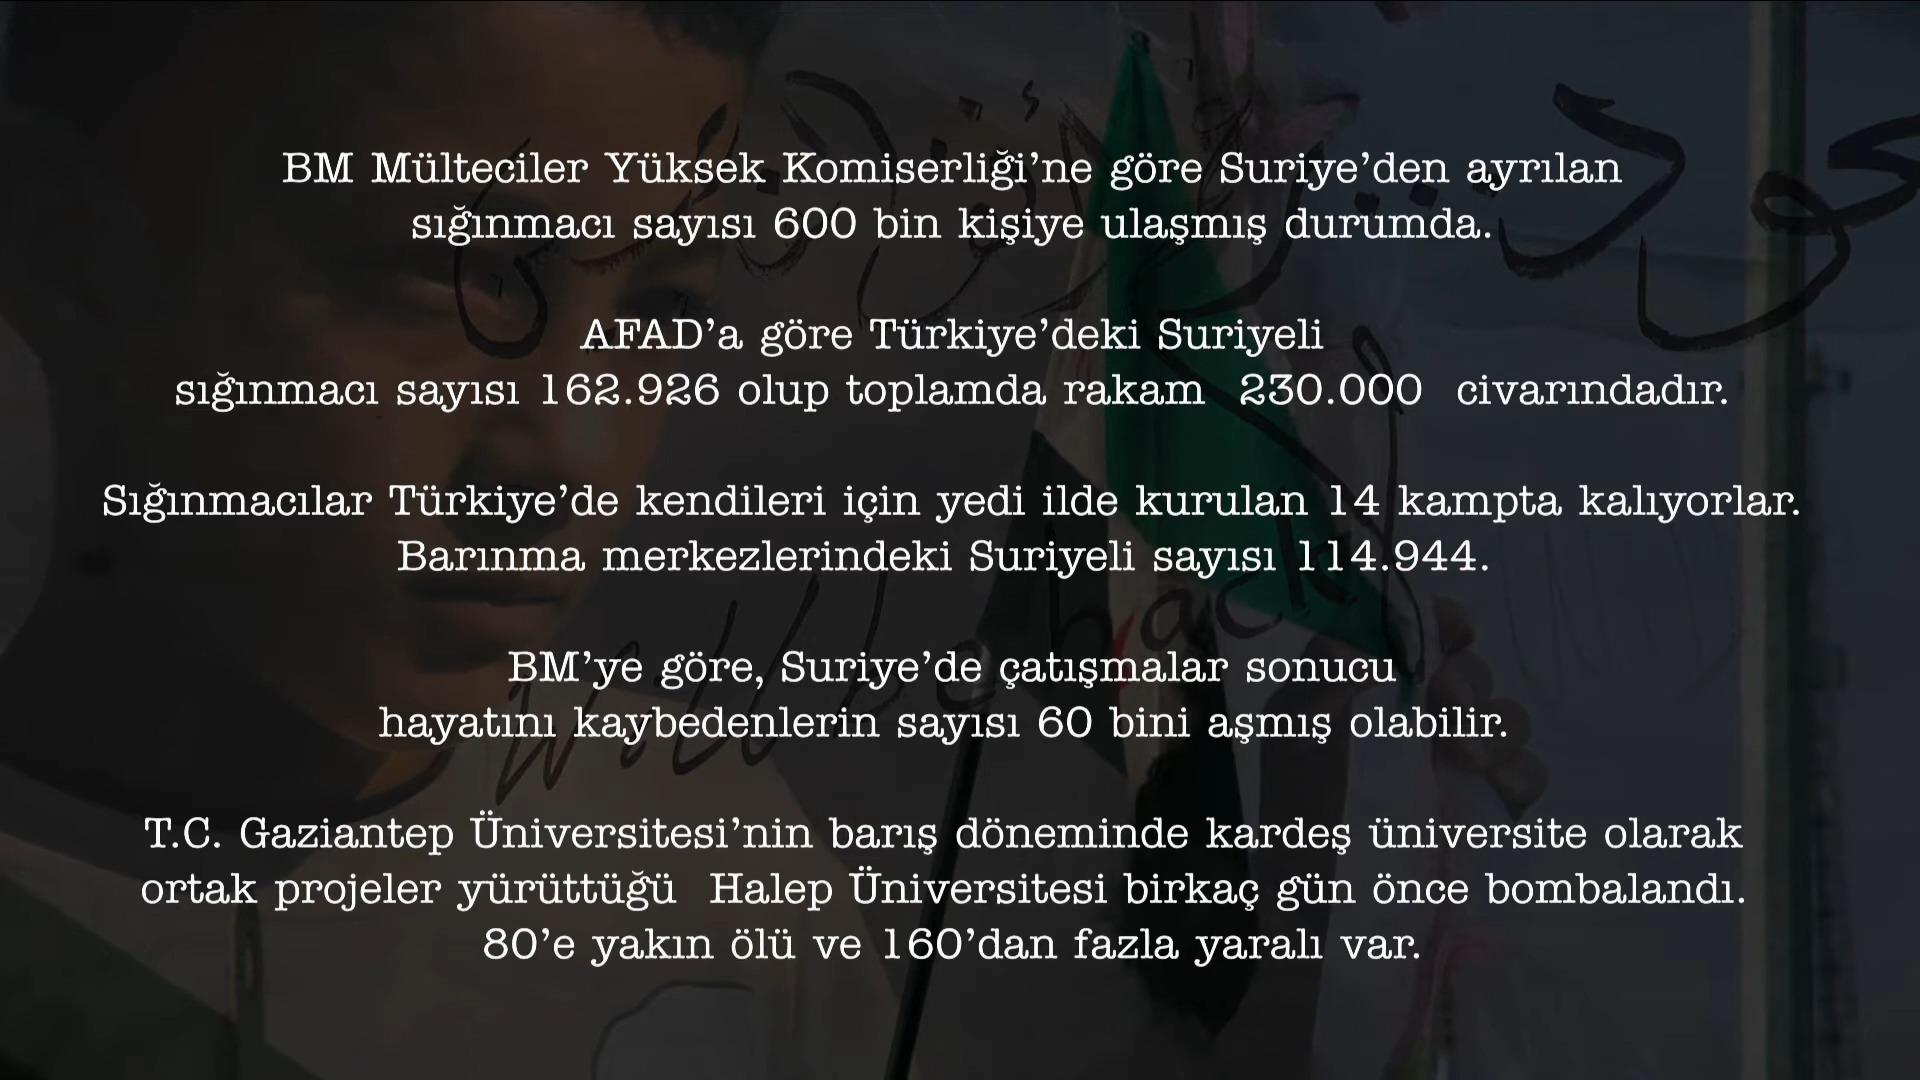 BM Mülteciler Yüksek Komiserliği’ne göre Suriye’den ayrılan
sığınmacı sayısı 600 bin kişiye ulaşmış durumda.
AFAD’a göre Türkiye’deki Suriyeli
sığınmacı sayısı 162.926 olup toplamda rakam 230.000 civarındadır.
Sığınmacılar Türkiye’de kendileri için yedi ilde kurulan 14 kampta kalıyorlar.
Barınma merkezlerindeki Suriyeli sayısı 114.944.
BM’ye göre, Suriye’de çatışmalar sonucu
hayatını kaybedenlerin sayısı 60 bini aşmış olabilir.
T.C. Gaziantep Üniversitesi’nin barış döneminde kardeş üniversite olarak
ortak projeler yürüttüğü Halep Üniversitesi birkaç gün önce bombalandı.
80’e yakın ölü ve 160’dan fazla yaralı var.
will be back